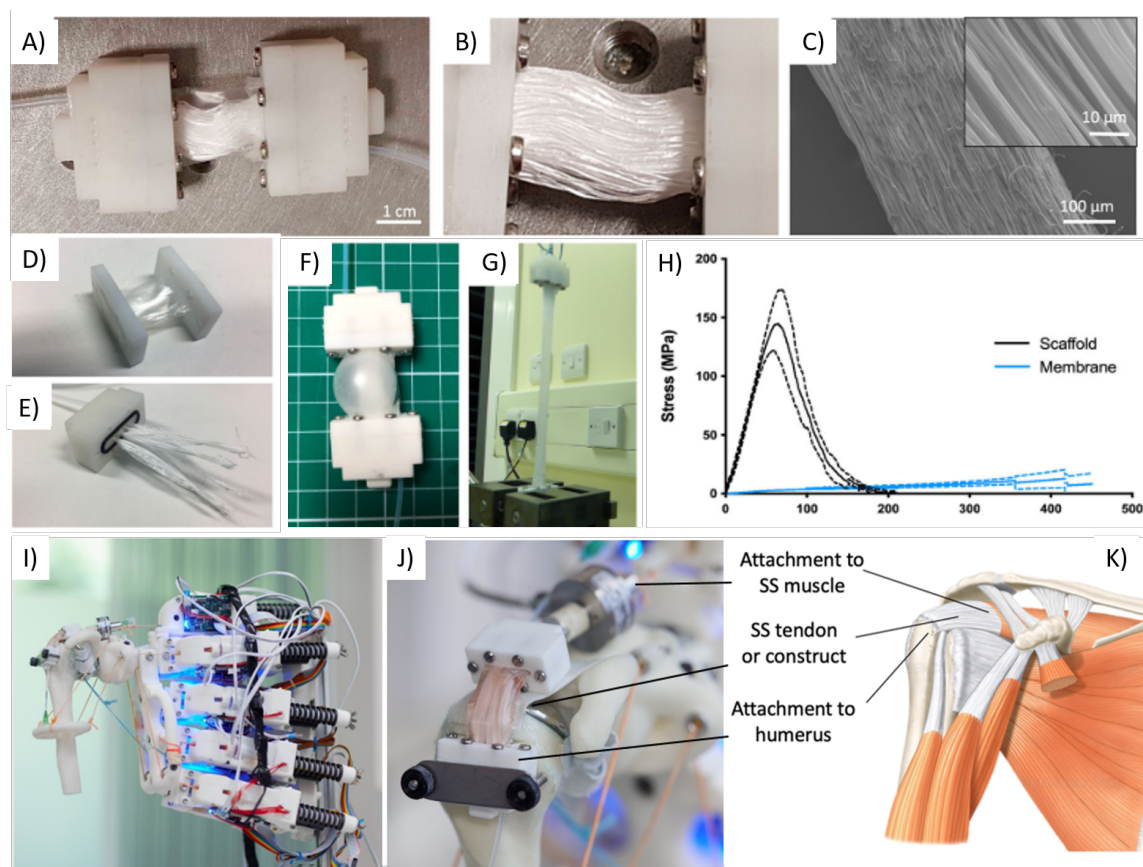 A)
1 cm
B)
C)
10 µm
100 µm
D)
E)
F)
G)
H)
200
150
100
50
0
Stress (MPa)
Scaffold
Membrane
0
100
200
300
400
500
I)
J)
Attachment to
SS muscle
SS tendon
or construct
Attachment to
humerus
K)